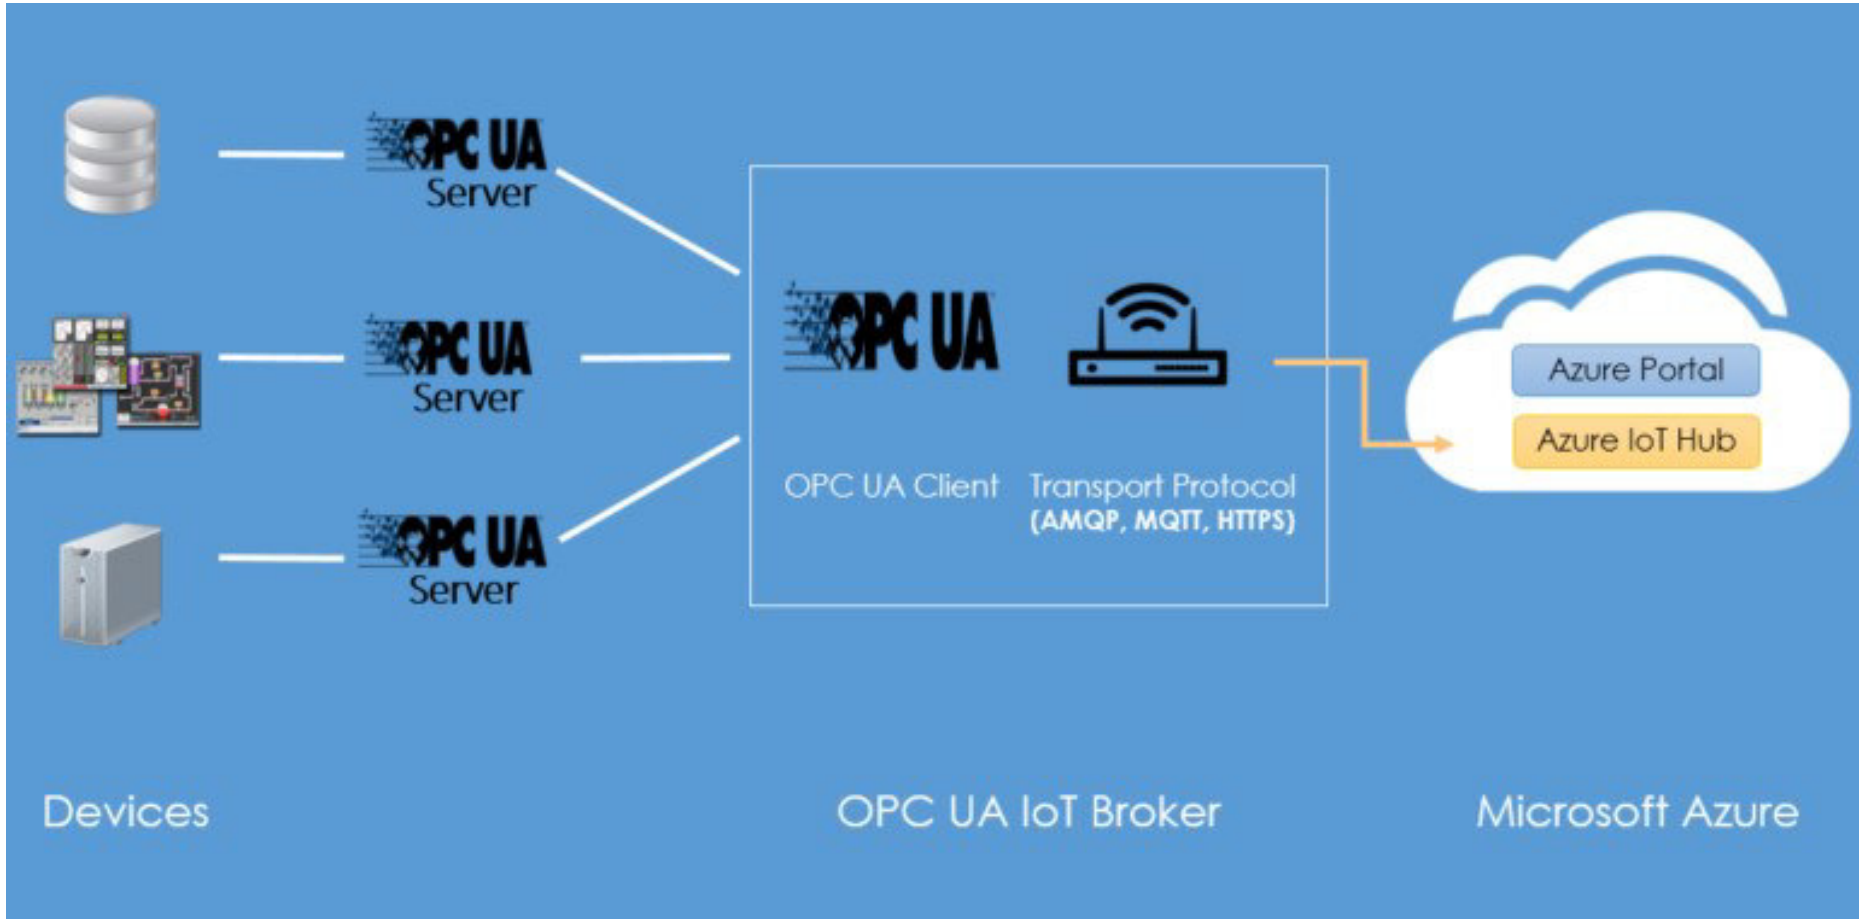 OPC UA
Server
OPC UA
Server
OPC UA
Server
OPC UA
OPC UA Client
Transport Protocol
(AMQP, MQTT, HTTPS)
Azure Portal
Azure IoT Hub
Devices
OPC UA IoT Broker
Microsoft Azure